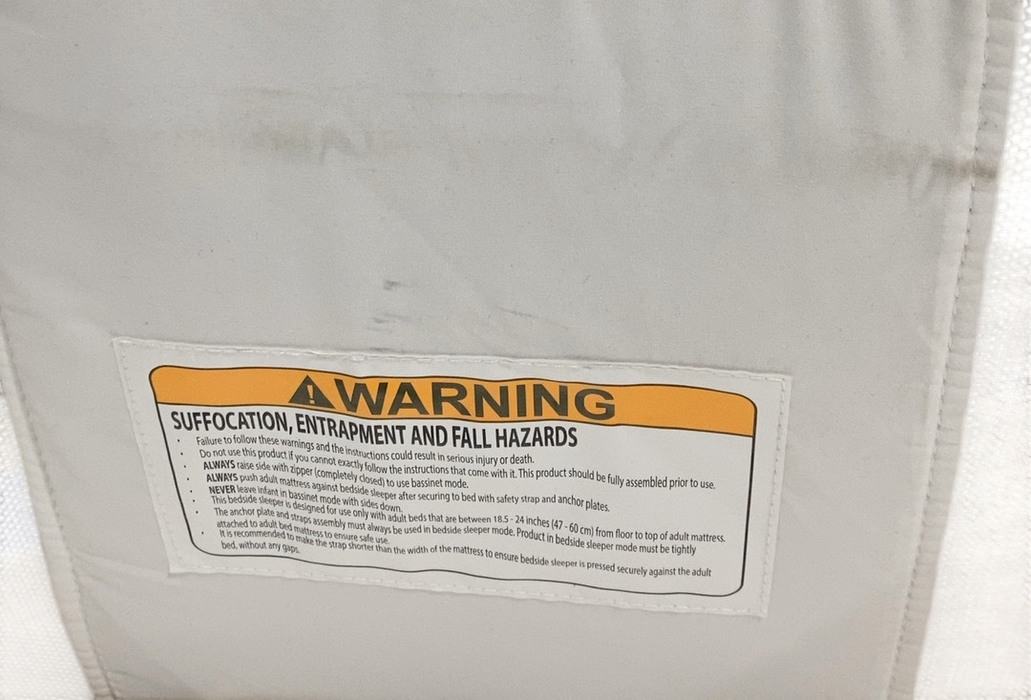 WARNING
SUFFOCATION, ENTRAPMENT AND FALL HAZARDS
• Failure to follow these warnings and the instructions could result in serious injury or death.
• Do not use this product if you cannot exactly follow the instructions that come with it. This product should be fully assembled prior to use.
• ALWAYS raise side with zipper (completely closed) to use bassinet mode.
• ALWAYS push adult mattress against bedside sleeper after securing to bed with safety strap and anchor plates.
• NEVER leave infant in bassinet mode with sides down.
• This bedside sleeper is designed for use only with adult beds that are between 18.5 - 24 inches (47 - 60 cm) from floor to top of adult mattress.
• The anchor plate and straps assembly must always be used in bedside sleeper mode. Product in bedside sleeper mode must be tightly
attached to adult bed mattress to ensure safe use.
• It is recommended to make the strap shorter than the width of the mattress to ensure bedside sleeper is pressed securely against the adult
bed, without any gaps.